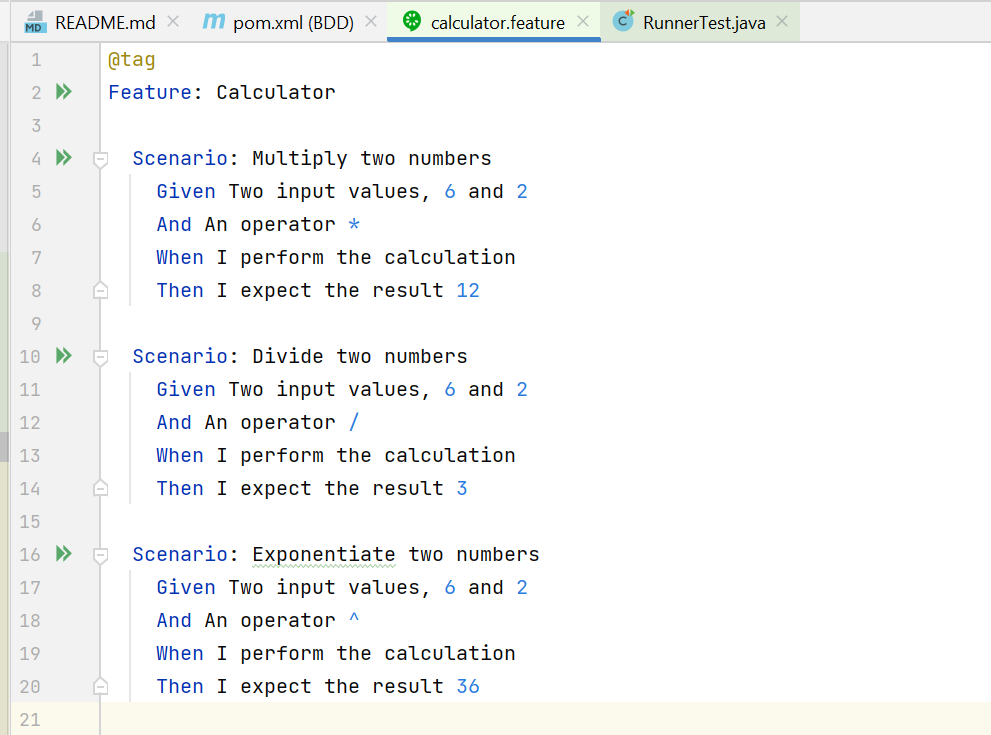 MD README.md m pom.xml (BDD) calculator.feature C RunnerTest.java
1 @tag
2 Feature: Calculator
3
4 Scenario: Multiply two numbers
5 Given Two input values, 6 and 2
6 And An operator *
7 When I perform the calculation
8 Then I expect the result 12
9
10 Scenario: Divide two numbers
11 Given Two input values, 6 and 2
12 And An operator /
13 When I perform the calculation
14 Then I expect the result 3
15
16 Scenario: Exponentiate two numbers
17 Given Two input values, 6 and 2
18 And An operator ^
19 When I perform the calculation
20 Then I expect the result 36
21